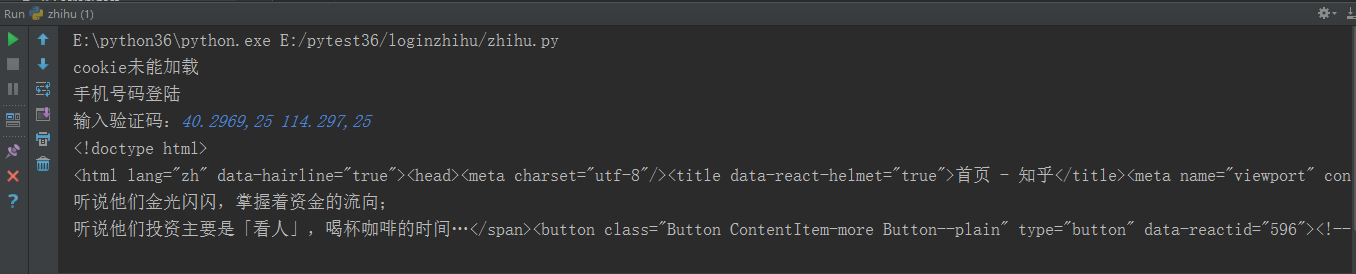 Run zhihu (1)
E:\python36\python.exe E:/pytest36/loginzhihu/zhihu.py
cookie未能加载
手机号码登陆
输入验证码：40.2969,25 114.297,25
<!doctype html>
<html lang="zh" data-hairline="true"><head><meta charset="utf-8"/><title data-react-helmet="true">首页 - 知乎</title><meta name="viewport" con
听说他们金光闪闪，掌握着资金的流向；
听说他们投资主要是「看人」，喝杯咖啡的时间…</span><button class="Button ContentItem-more Button--plain" type="button" data-reactid="596"><!--